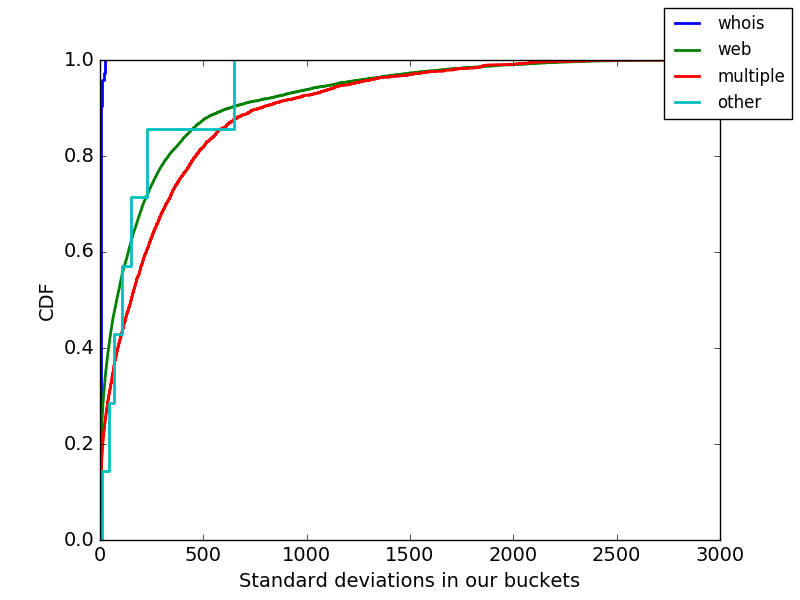 whois
web
multiple
other
1.0
0.8
0.6
0.4
0.2
0.0
CDF
0 500 1000 1500 2000 2500 3000
Standard deviations in our buckets